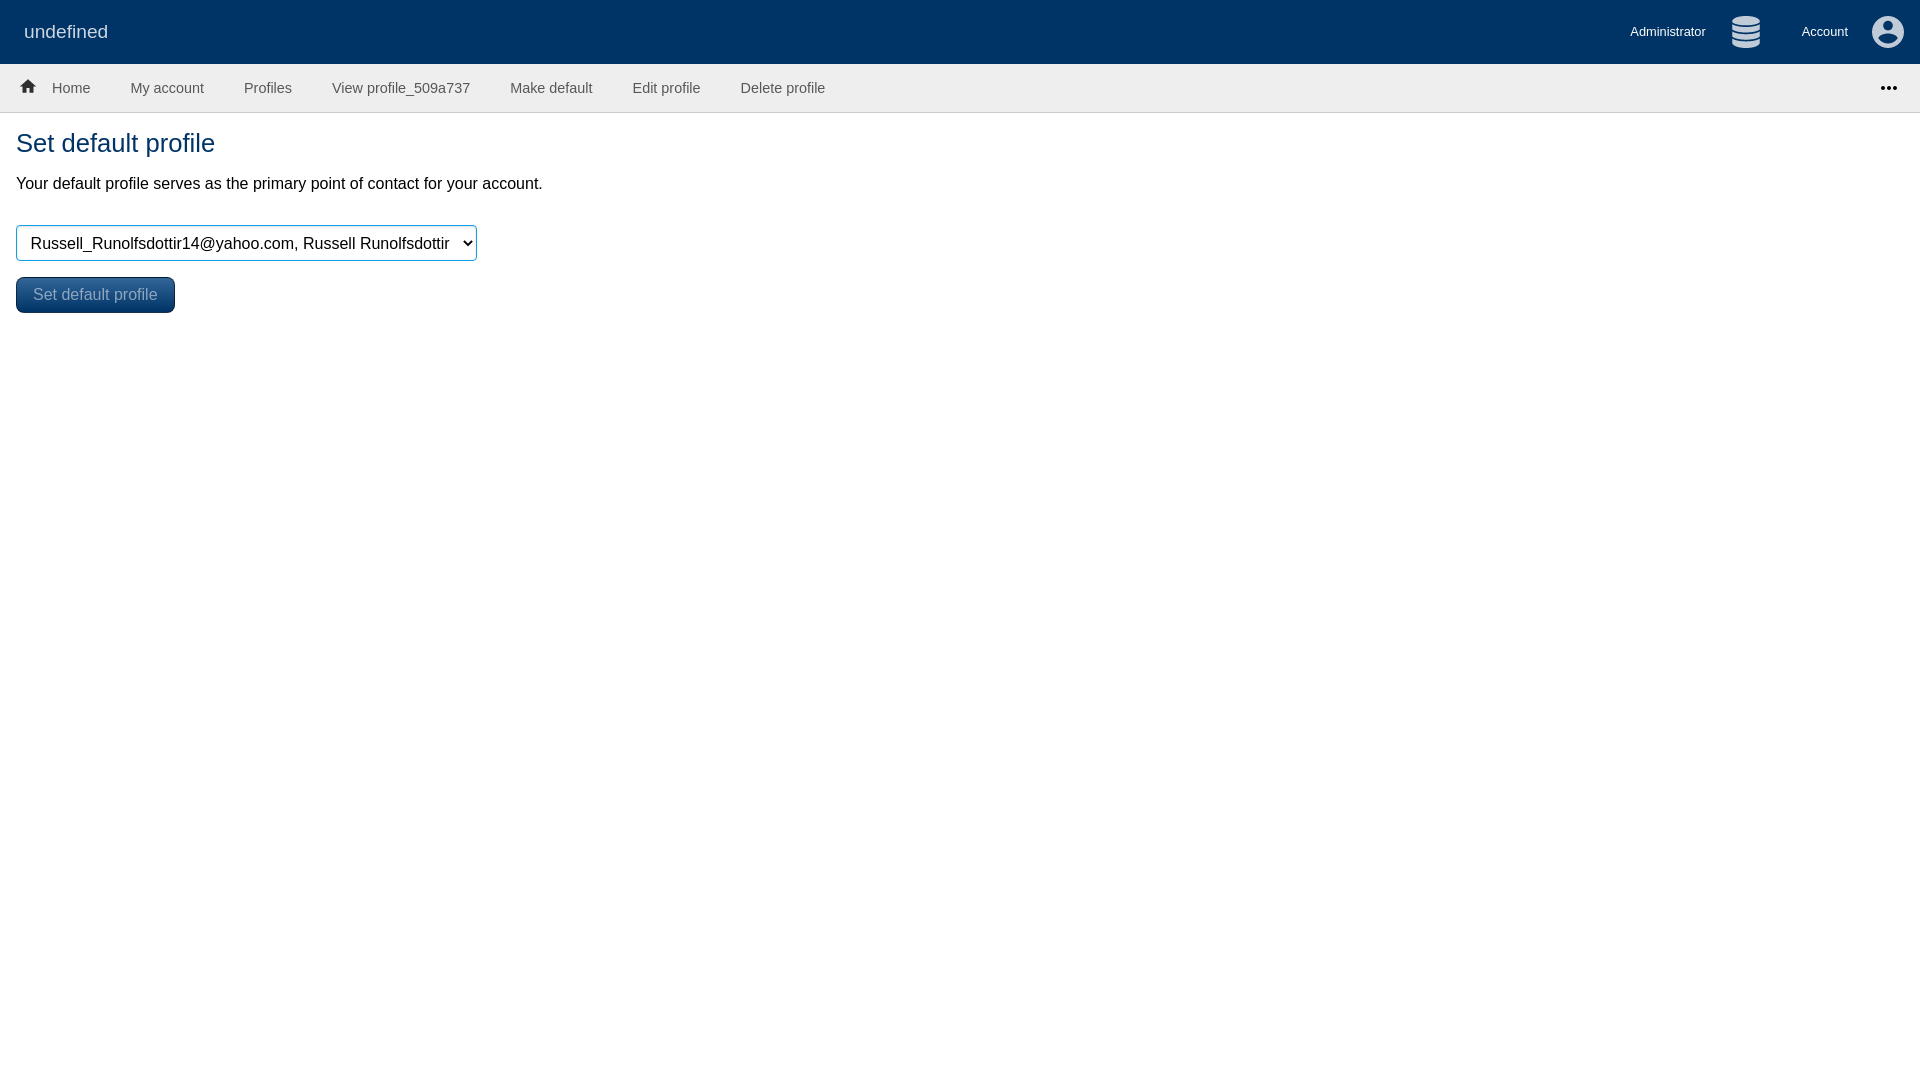 undefined
Administrator
Account
Home
My account
Profiles
View profile_509a737
Make default
Edit profile
Delete profile
Set default profile
Your default profile serves as the primary point of contact for your account.
Russell_Runolfsdottir14@yahoo.com, Russell Runolfsdottir
Set default profile